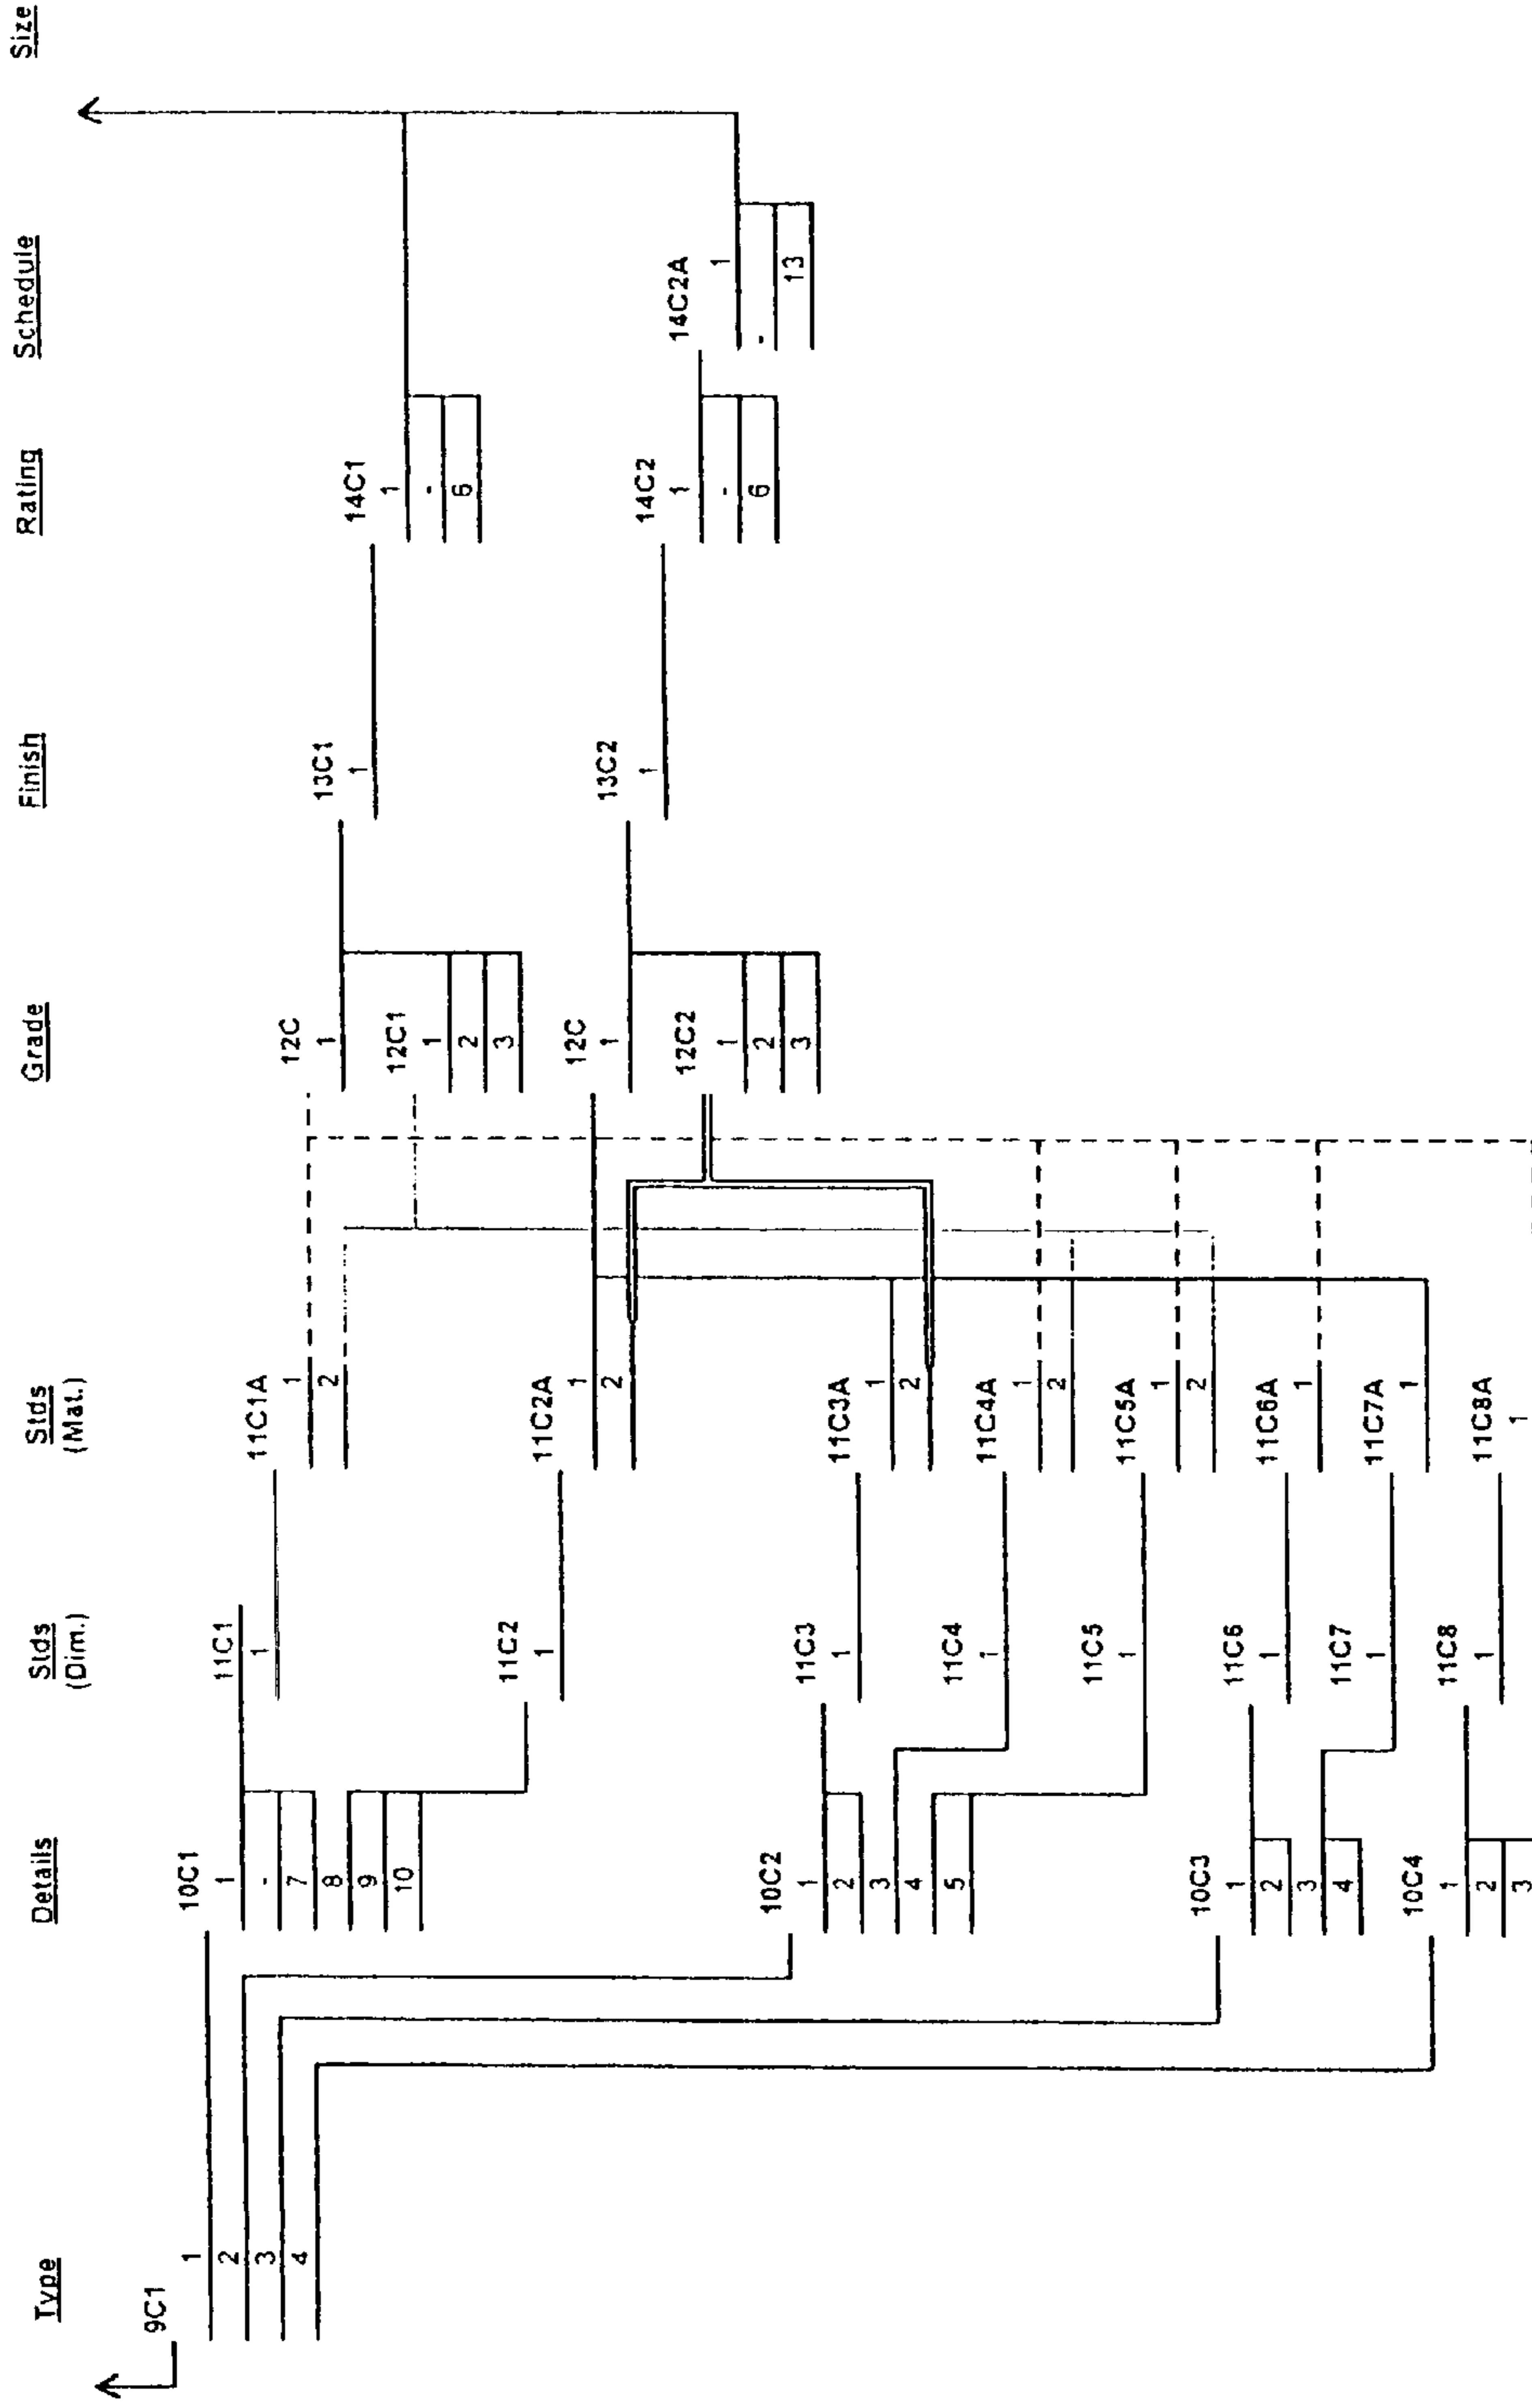 Type
Details
Stds
(Dim.)
Stds
(Mat.)
Grade
Finish
Rating
Schedule
Size
9C1
1
2
3
4
10C1
1
-
7
8
9
10
10C2
1
2
3
4
5
10C3
1
2
3
4
10C4
1
2
3
11C1
1
11C2
1
11C3
1
11C4
1
11C5
1
11C6
1
11C7
1
11C8
1
11C1A
1
2
11C2A
1
2
11C3A
1
2
11C4A
1
2
11C5A
1
2
11C6A
1
11C7A
1
11C8A
1
12C
1
12C1
1
2
3
12C
1
12C2
1
2
3
13C1
1
13C2
1
14C1
1
-
6
14C2
1
-
6
14C2A
1
-
13